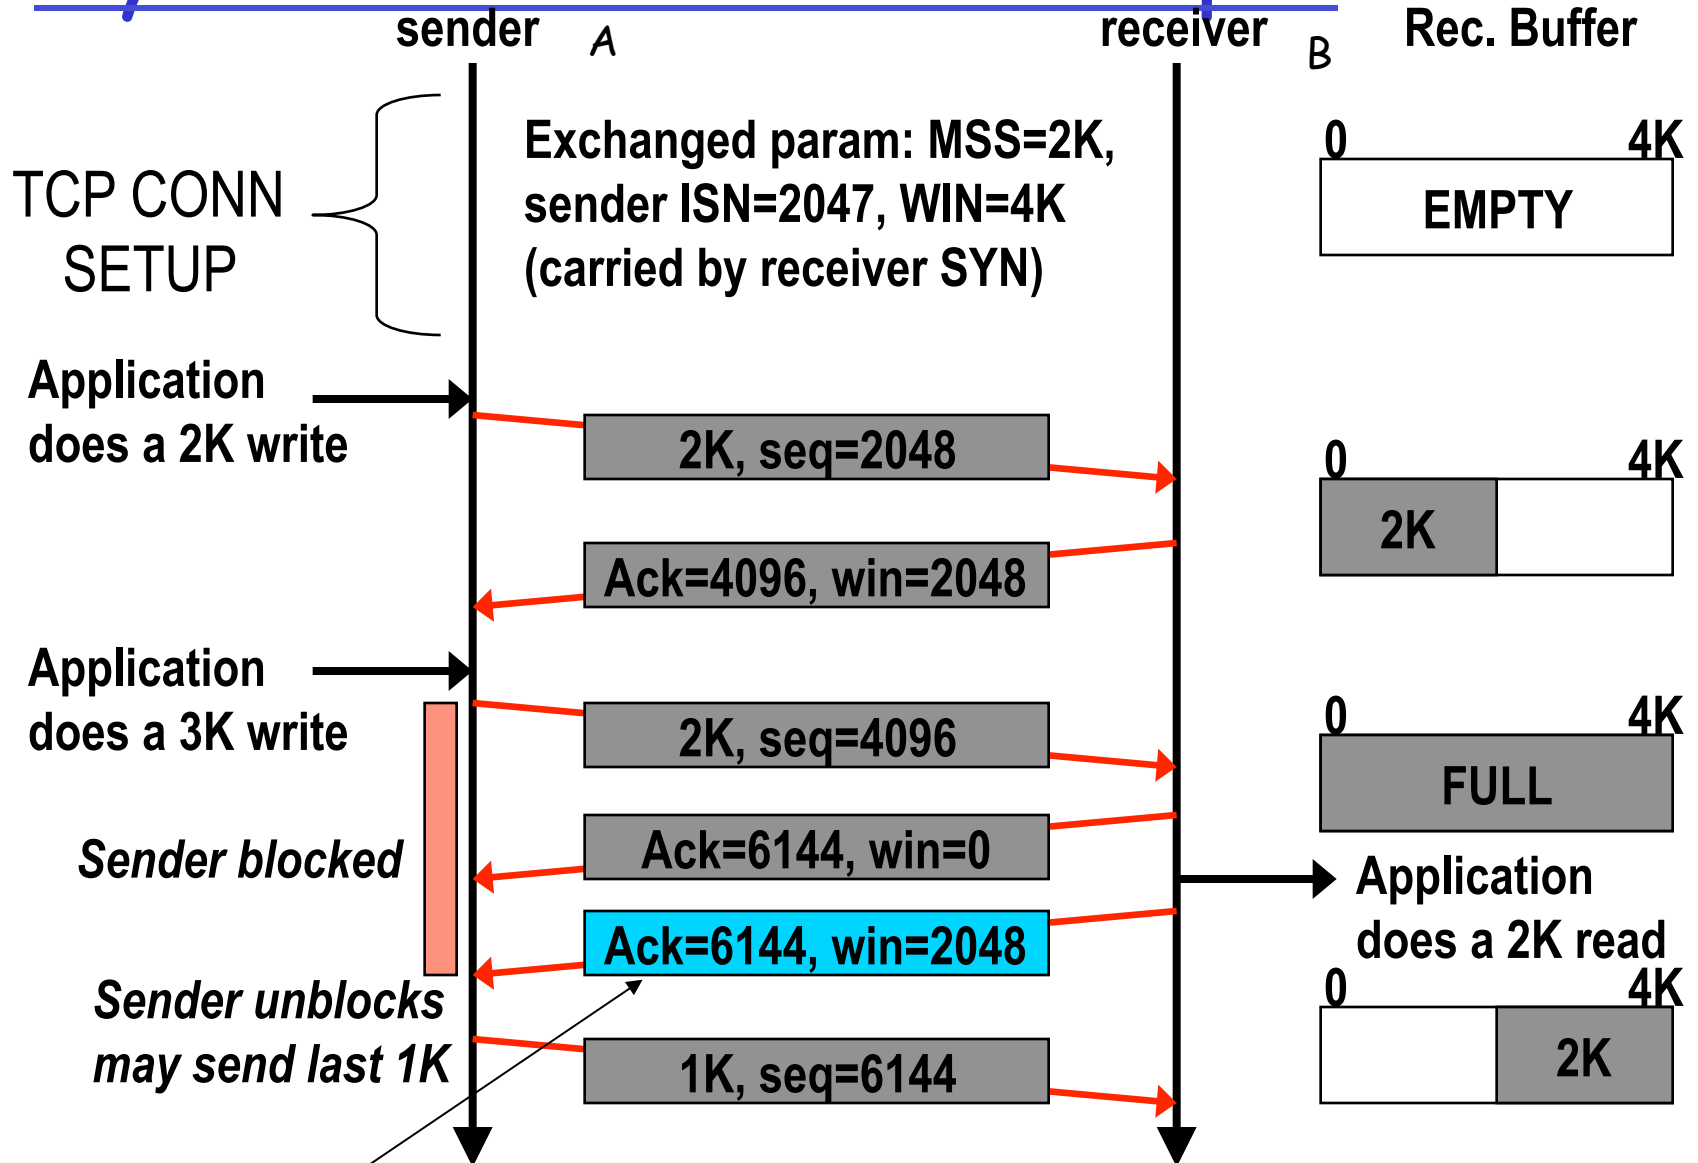 sender A receiver B Rec. Buffer
Exchanged param: MSS=2K,
sender ISN=2047, WIN=4K
(carried by receiver SYN)
TCP CONN
SETUP
0 4K
EMPTY
Application
does a 2K write
2K, seq=2048
0 4K
2K
Ack=4096, win=2048
Application
does a 3K write
2K, seq=4096
0 4K
FULL
Sender blocked
Ack=6144, win=0
Application
does a 2K read
Ack=6144, win=2048
Sender unblocks
may send last 1K
0 4K
2K
1K, seq=6144